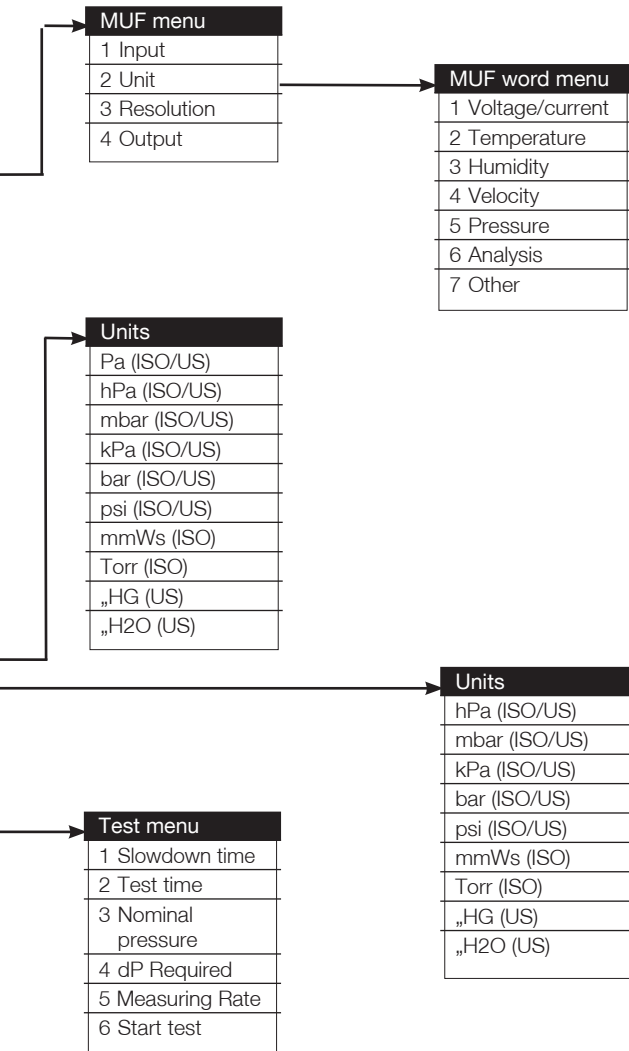 MUF menu
1 Input
2 Unit
3 Resolution
4 Output
MUF word menu
1 Voltage/current
2 Temperature
3 Humidity
4 Velocity
5 Pressure
6 Analysis
7 Other
Units
Pa (ISO/US)
hPa (ISO/US)
mbar (ISO/US)
kPa (ISO/US)
bar (ISO/US)
psi (ISO/US)
mmWs (ISO)
Torr (ISO)
„HG (US)
„H2O (US)
Units
hPa (ISO/US)
mbar (ISO/US)
kPa (ISO/US)
bar (ISO/US)
psi (ISO/US)
mmWs (ISO)
Torr (ISO)
„HG (US)
„H2O (US)
Test menu
1 Slowdown time
2 Test time
3 Nominal
pressure
4 dP Required
5 Measuring Rate
6 Start test